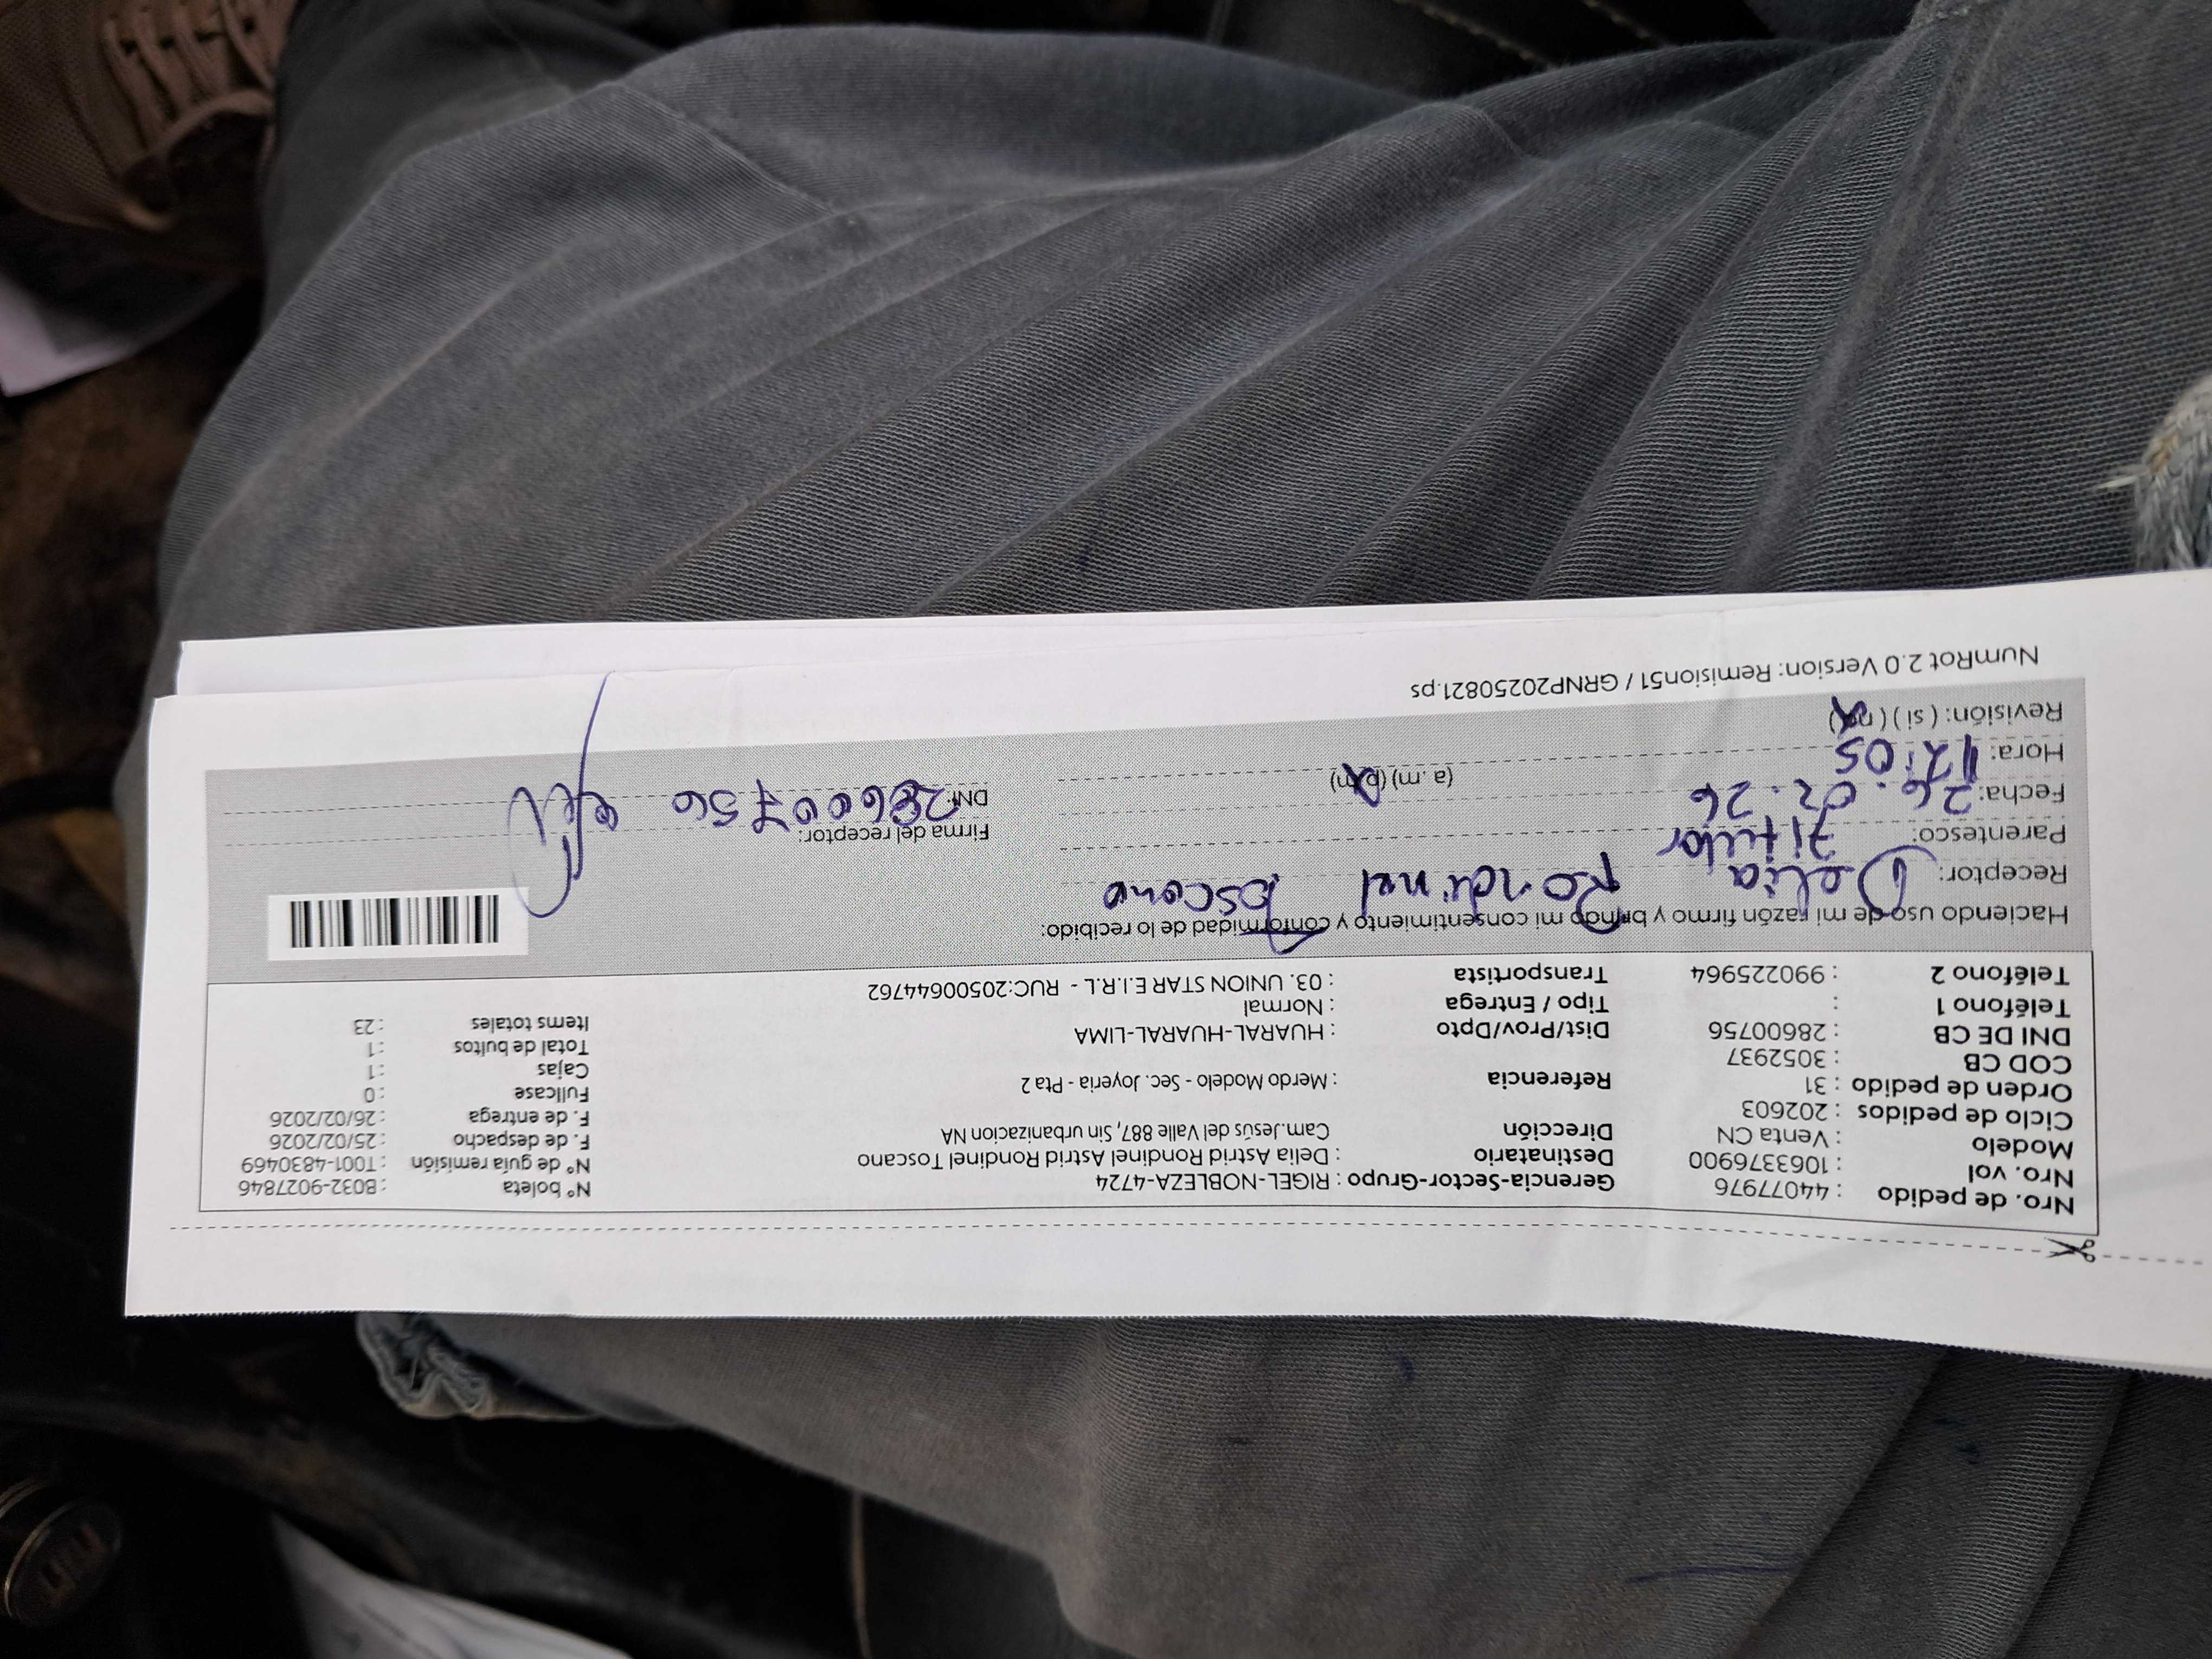 Nro. de pedido : 44077976 Gerencia-Sector-Grupo : RIGEL-NOBLEZA-4724 Nº boleta : B032-9027846
Nro. vol : 1063376900 Destinatario : Delia Astrid Rondinel Astrid Rondinel Toscano Nº de guía remisión : T001-4830469
Modelo : Venta CN Dirección Cam.Jesús del Valle 887, Sin urbanizacion NA F. de despacho : 25/02/2026
Ciclo de pedidos : 202603 F. de entrega : 26/02/2026
Orden de pedido : 31 Referencia : Merdo Modelo - Sec. Joyeria - Pta 2 Fullcase : 0
COD CB : 3052937 Cajas : 1
DNI DE CB : 28600756 Dist/Prov/Dpto : HUARAL-HUARAL-LIMA Total de bultos : 1
Teléfono 1 : Tipo / Entrega : Normal Items totales : 23
Teléfono 2 : 990225964 Transportista : 03. UNION STAR E.I.R.L - RUC:20500644762
Haciendo uso de mi razón firmo y brindo mi consentimiento y conformidad de lo recibido:
Receptor: Delia Rondinel Toscano
Parentesco: Titular Firma del receptor:
Fecha: 26.02.26 DNI: 28600756
Hora: 12:05 (a. m) (p.m)
Revisión: ( si ) ( no)
NumRot 2.0 Version: Remision51 / GRNP20250821.ps